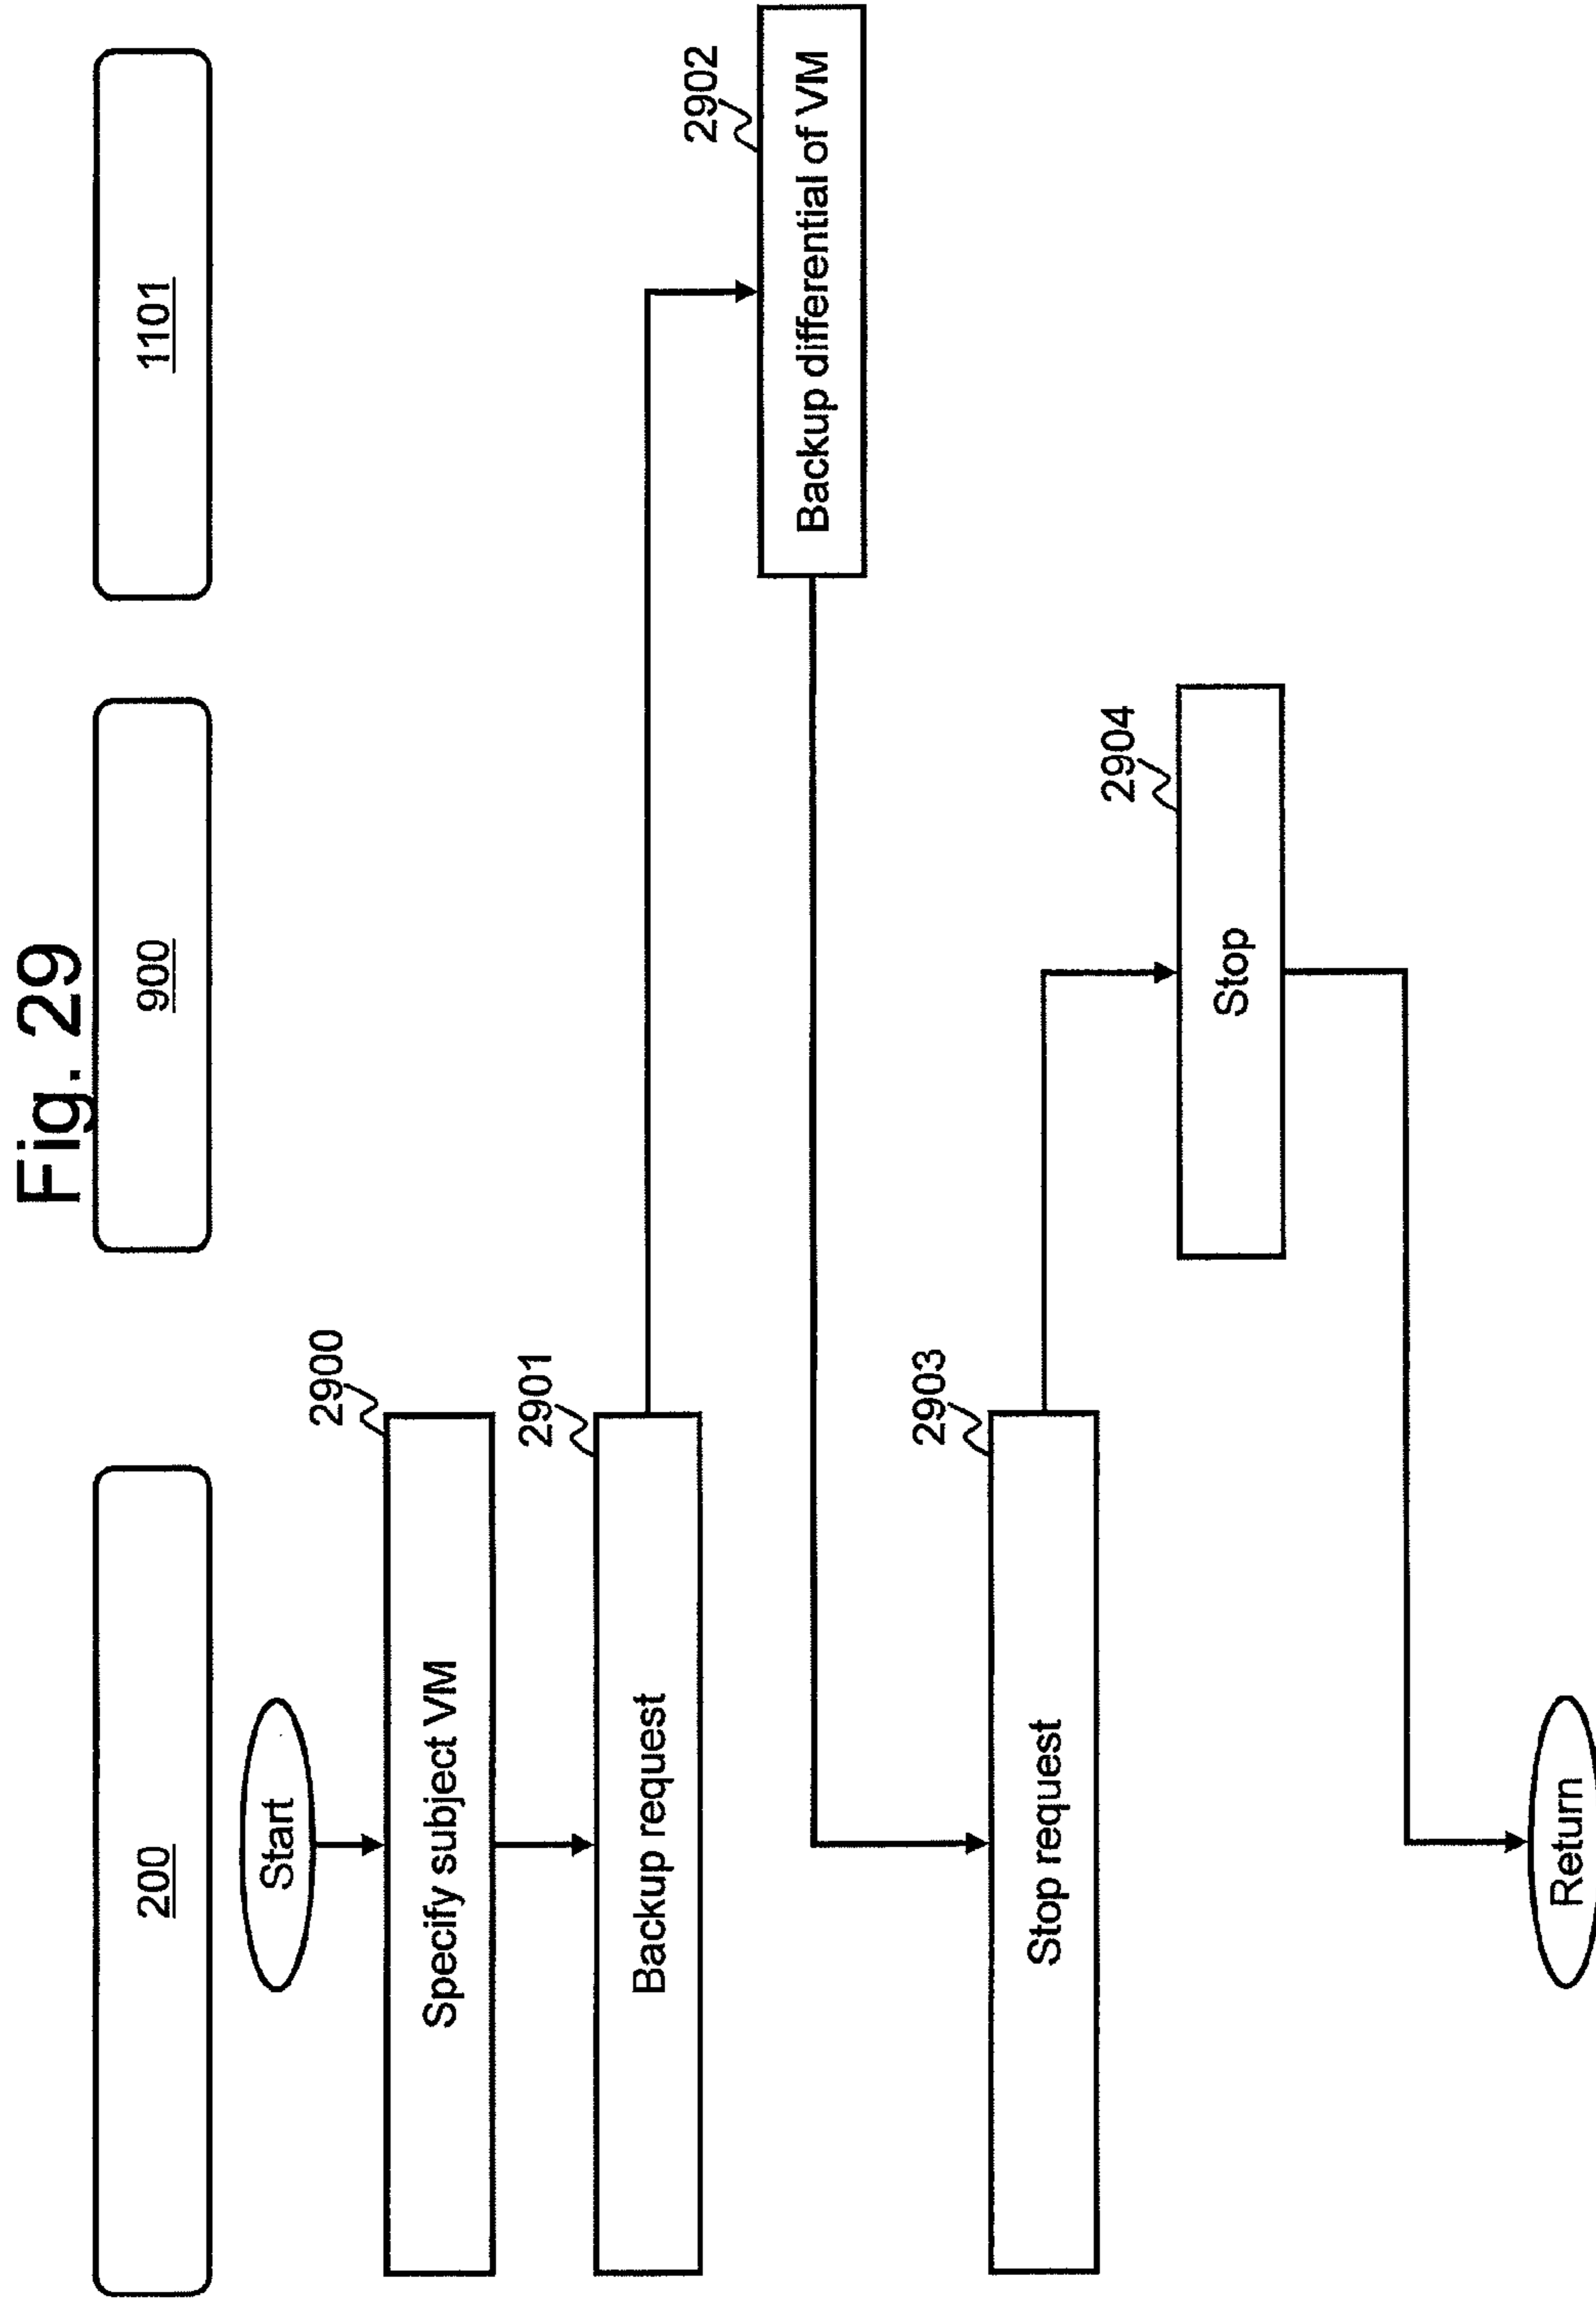 Fig. 29
200
900
1101
Start
2900
Specify subject VM
2901
Backup request
2902
Backup differential of VM
2903
Stop request
2904
Stop
Return